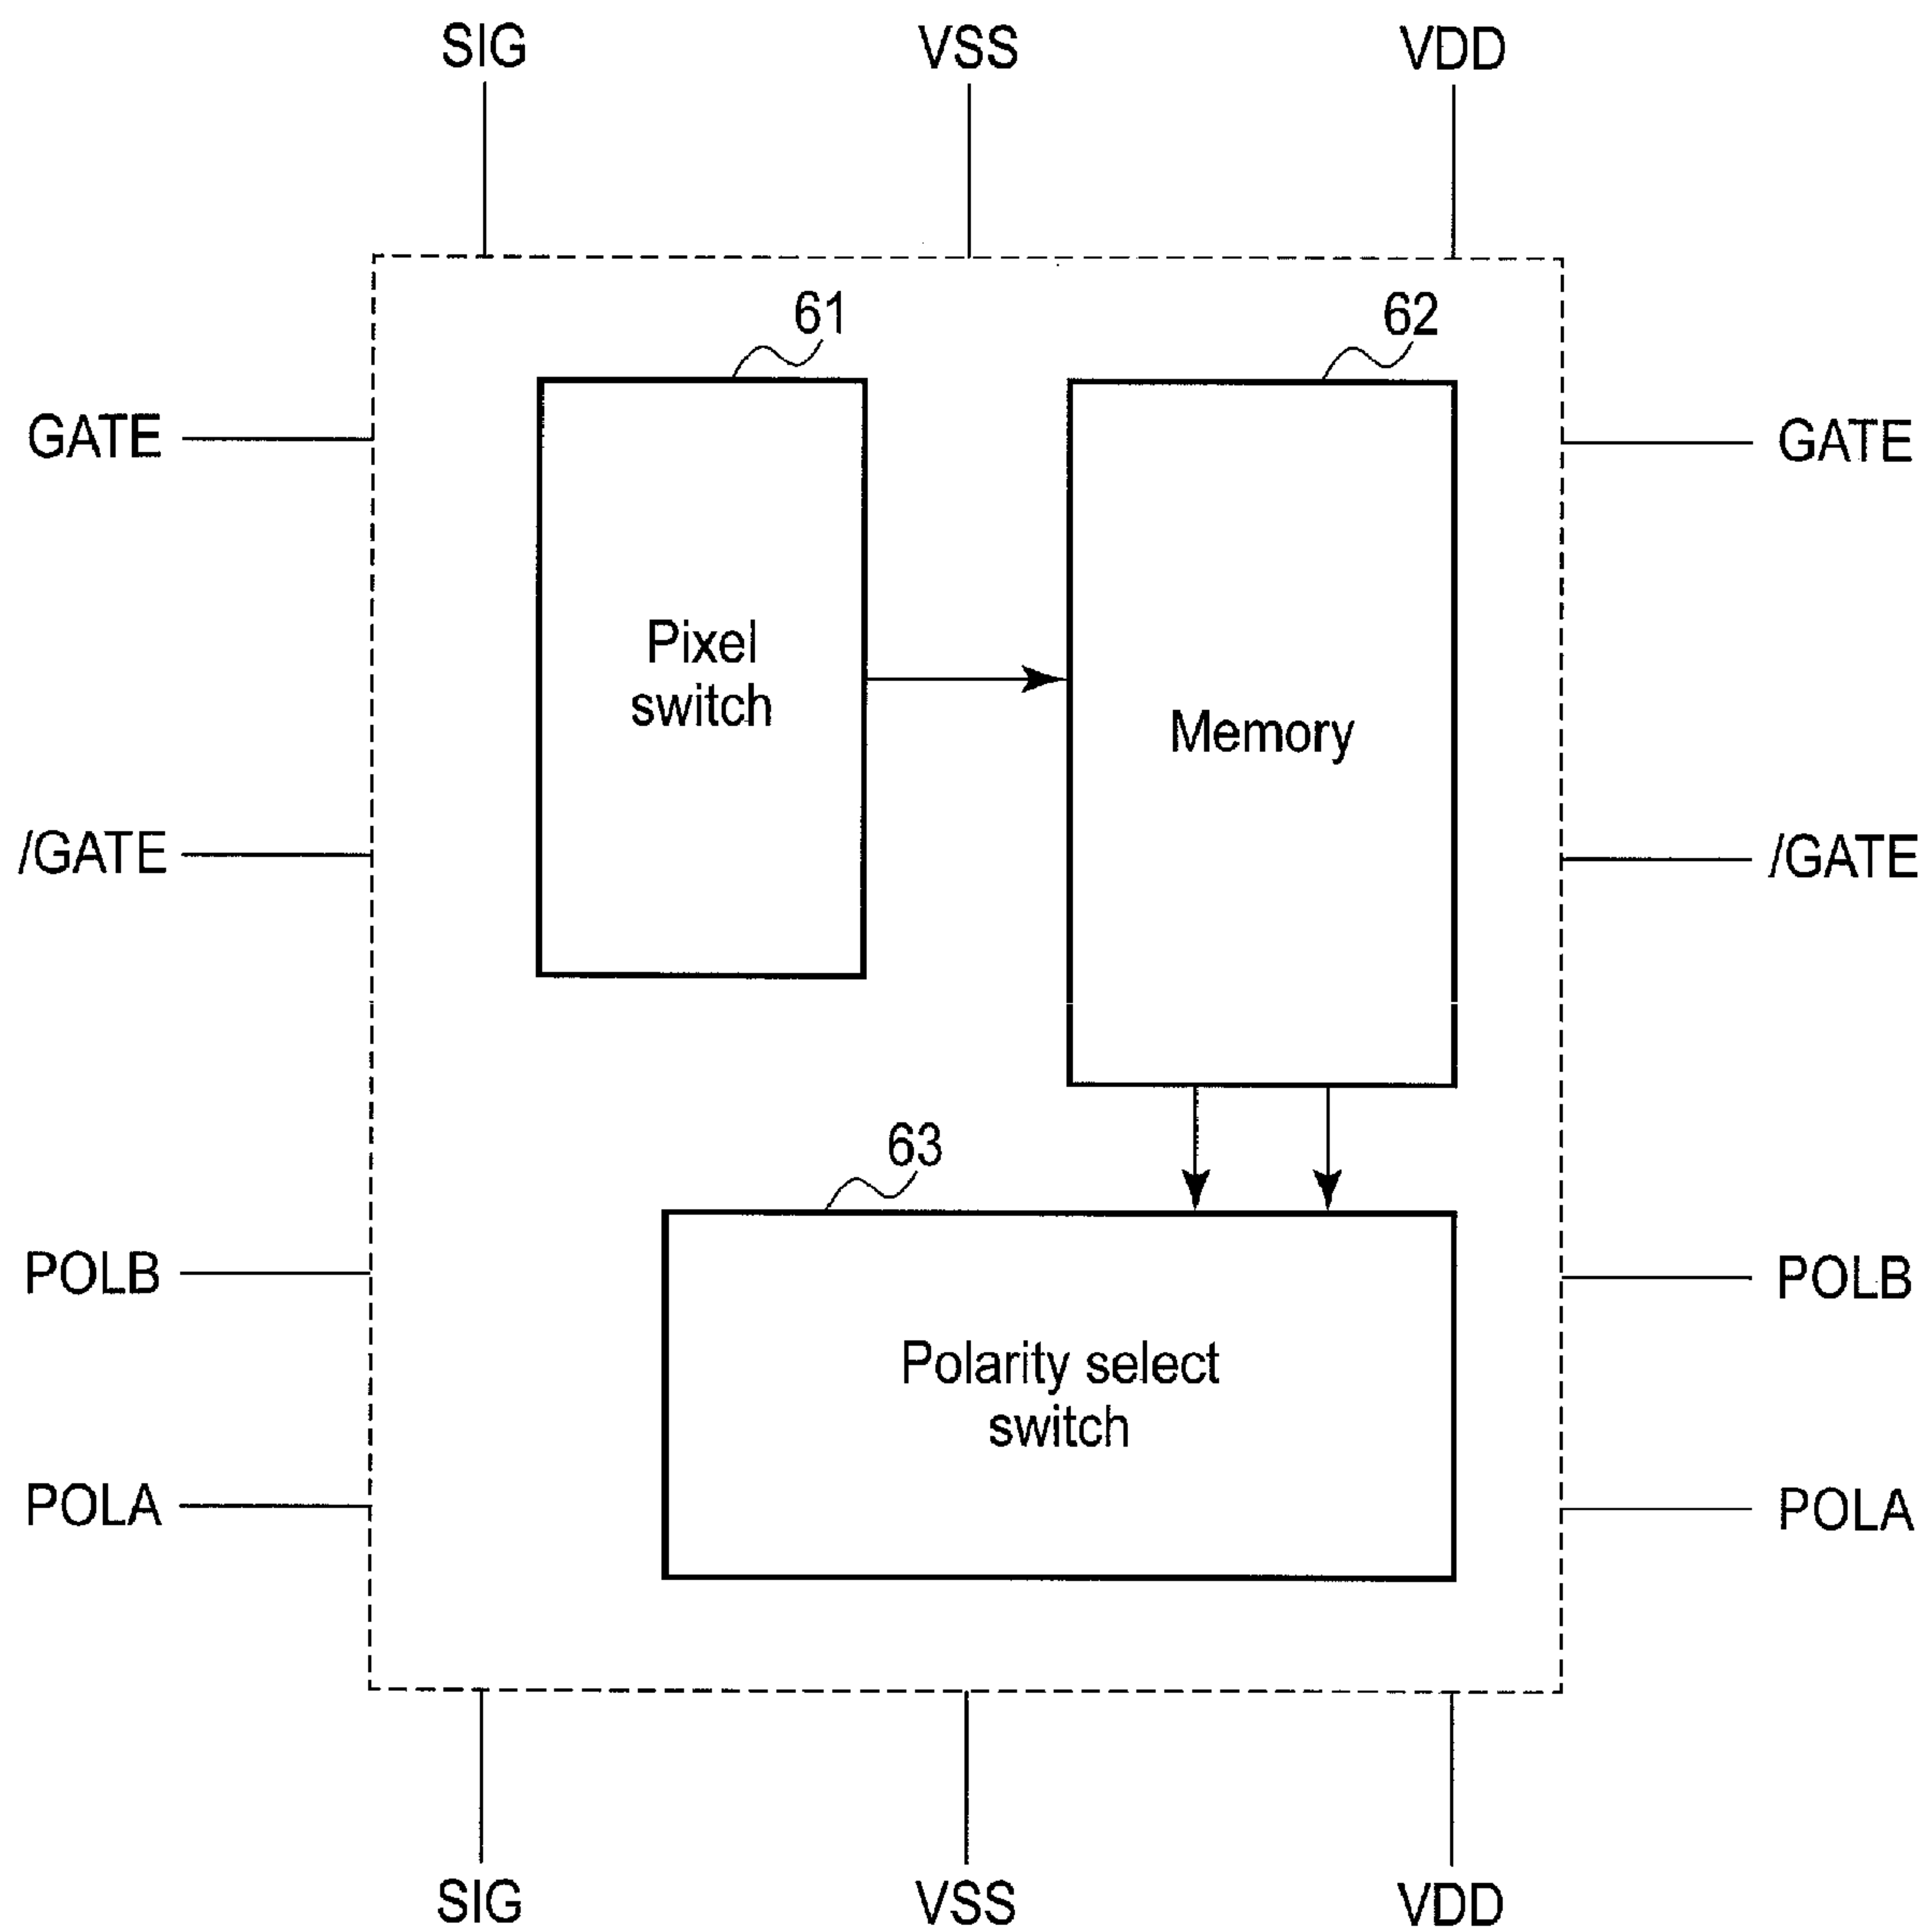 SIG
VSS
VDD
61
62
GATE
GATE
Pixel
switch
Memory
/GATE
/GATE
63
POLB
POLB
Polarity select
switch
POLA
POLA
SIG
VSS
VDD